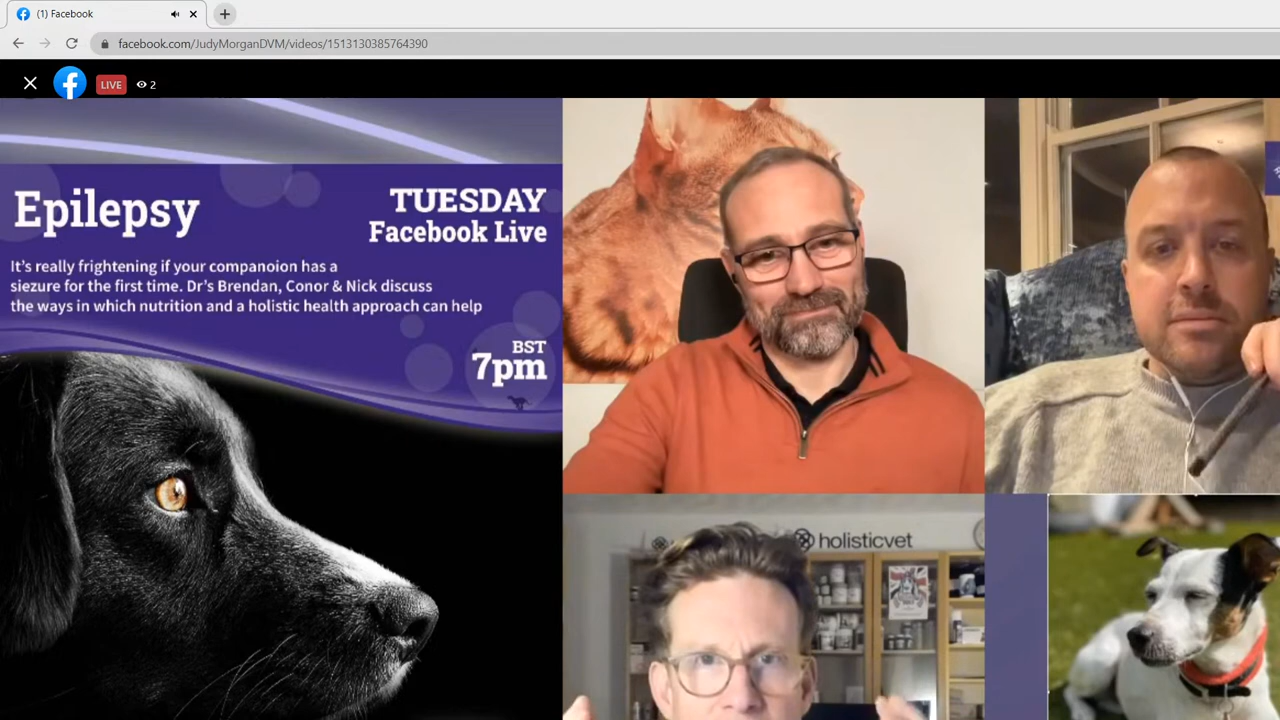 (1) Facebook
facebook.com/JudyMorganDVM/videos/1513130385764390
LIVE
2
Epilepsy
TUESDAY
Facebook Live
It's really frightening if your companoion has a
siezure for the first time. Dr's Brendan, Conor & Nick discuss
the ways in which nutrition and a holistic health approach can help
BST
7pm
holisticvet